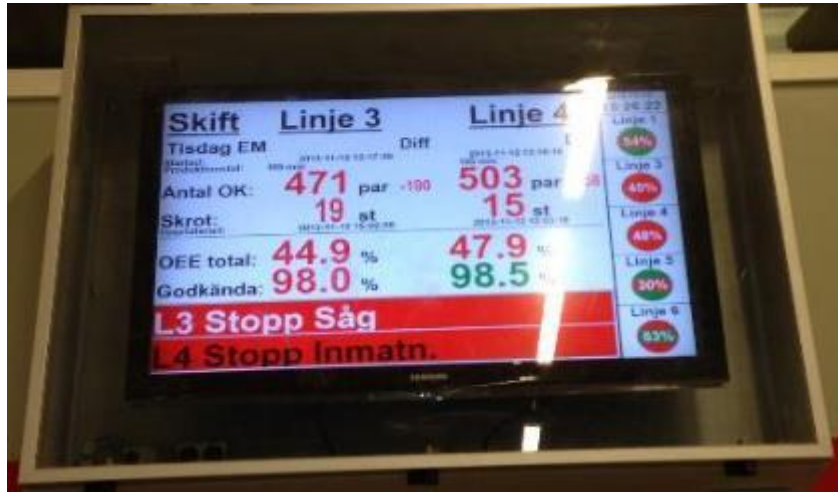 Skift Linje 3 Linje 4
Tisdag EM Diff
Antal OK: 471 par -190 503 par
Skrot: 19 st 15 st
OEE total: 44.9 % 47.9 %
Godkända: 98.0 % 98.5
L3 Stopp Såg
L4 Stopp Inmatn.
Linje 1
54%
Linje 3
45%
Linje 4
48%
Linje 5
30%
Linje 6
53%
SAMSUNG